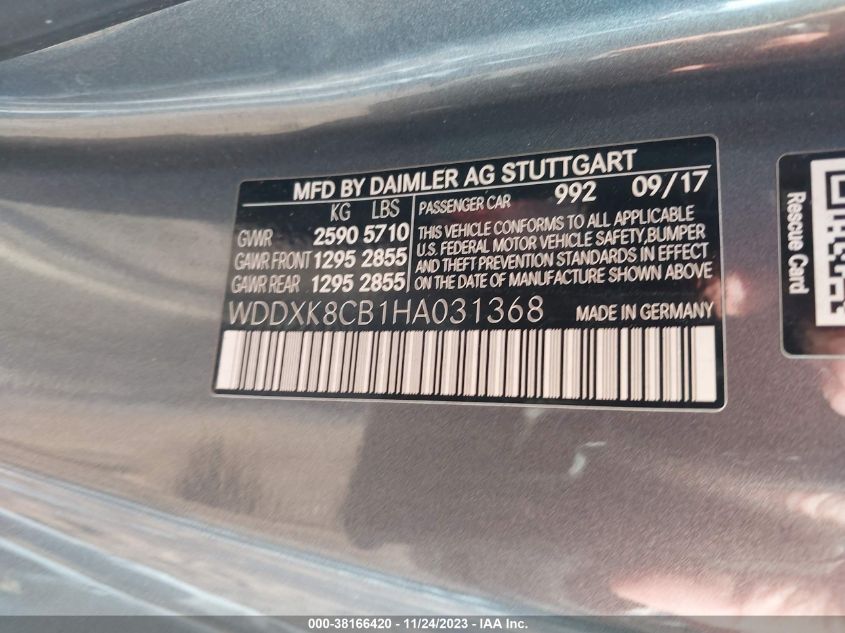 MFD BY DAIMLER AG STUTTGART
KG LBS
GVWR 2590 5710
GAWR FRONT 1295 2855
GAWR REAR 1295 2855
PASSENGER CAR 992 09/17
THIS VEHICLE CONFORMS TO ALL APPLICABLE
U.S. FEDERAL MOTOR VEHICLE SAFETY,BUMPER
AND THEFT PREVENTION STANDARDS IN EFFECT
ON THE DATE OF MANUFACTURE SHOWN ABOVE
WDDXK8CB1HA031368 MADE IN GERMANY
Rescue Card
000-38166420 - 11/24/2023 - IAA Inc.